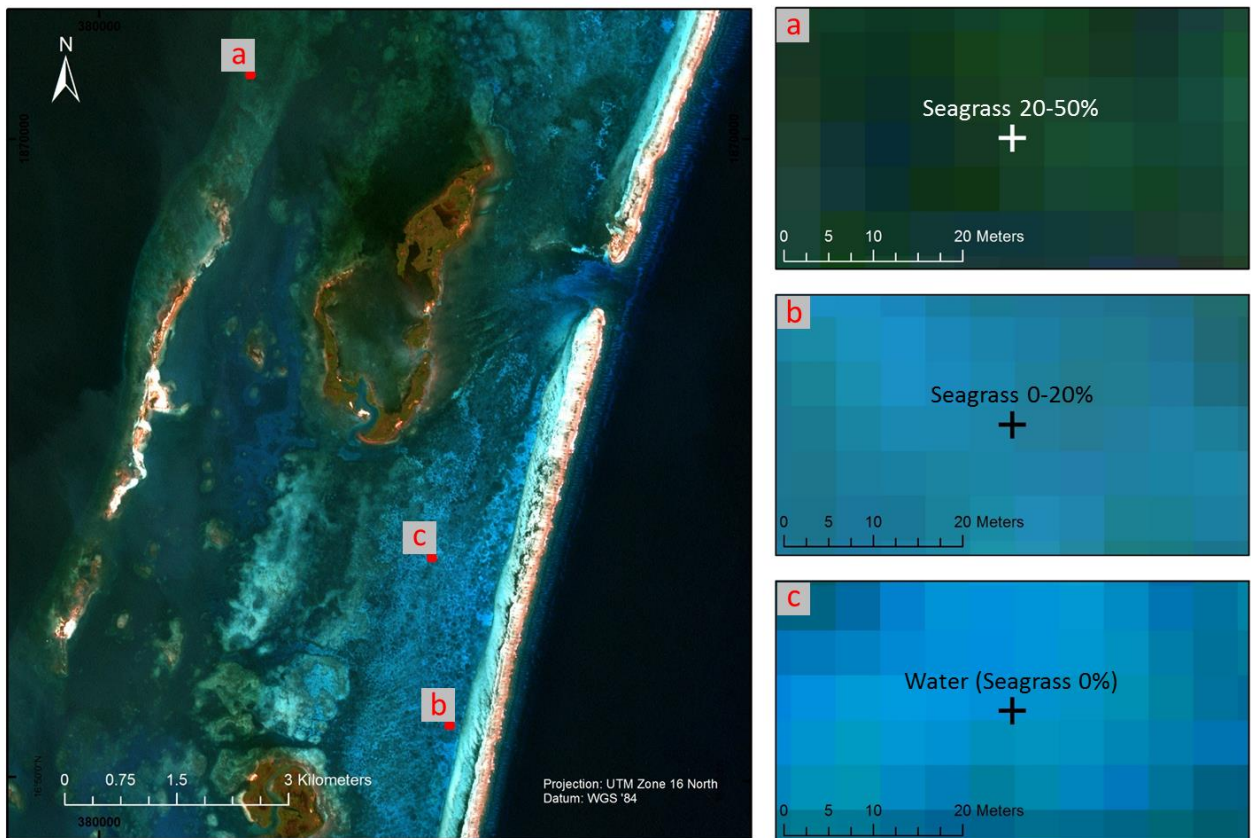 380000
N
a
1870000
1870000
c
b
0 0.75 1.5 3 Kilometers
Projection: UTM Zone 16 North
Datum: WGS '84
380000
a
Seagrass 20-50%
0 5 10 20 Meters
b
Seagrass 0-20%
0 5 10 20 Meters
c
Water (Seagrass 0%)
0 5 10 20 Meters